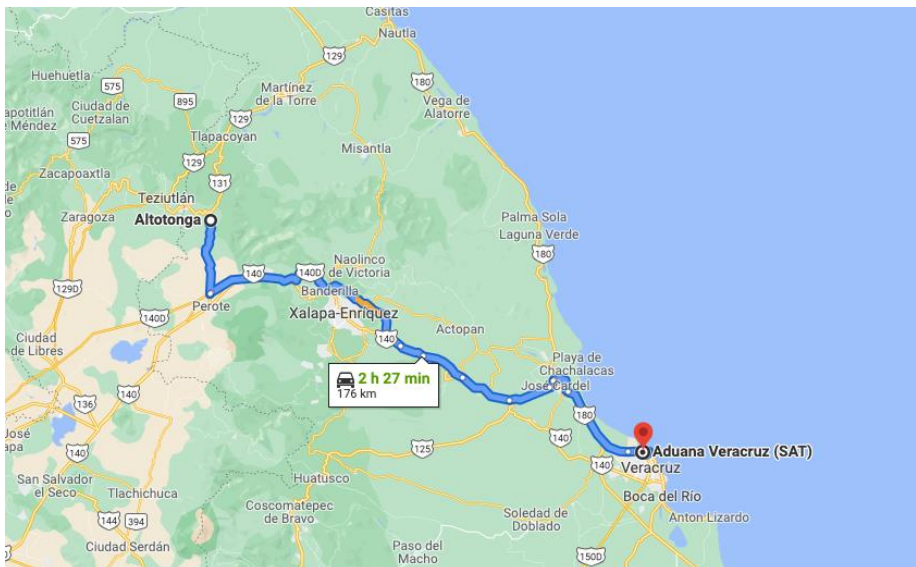 Casitas
Nautla
129
Huehuetla
575
Martínez
de la Torre
180
Vega de
Alatorre
Ciudad de
Cuetzalan
895
129
de Méndez
575
Tlapacoyan
Misantla
129
Zacapoaxtla
131
Teziutlán
Zaragoza
Altotonga
Palma Sola
Laguna Verde
180
Naolinco
de Victoria
140
140D
129D
Banderilla
Perote
Xalapa-Enríquez
140D
Actopan
140
Ciudad
de Libres
Playa de
Chachalacas
José Cardel
2 h 27 min
176 km
140
136
180
José
140
125
140
Aduana Veracruz (SAT)
140
Veracruz
San Salvador
el Seco
Tlachichuca
Huatusco
Boca del Río
Coscomatepec
de Bravo
Soledad de
Doblado
Anton Lizardo
144
394
Ciudad Serdán
Paso del
Macho
150D